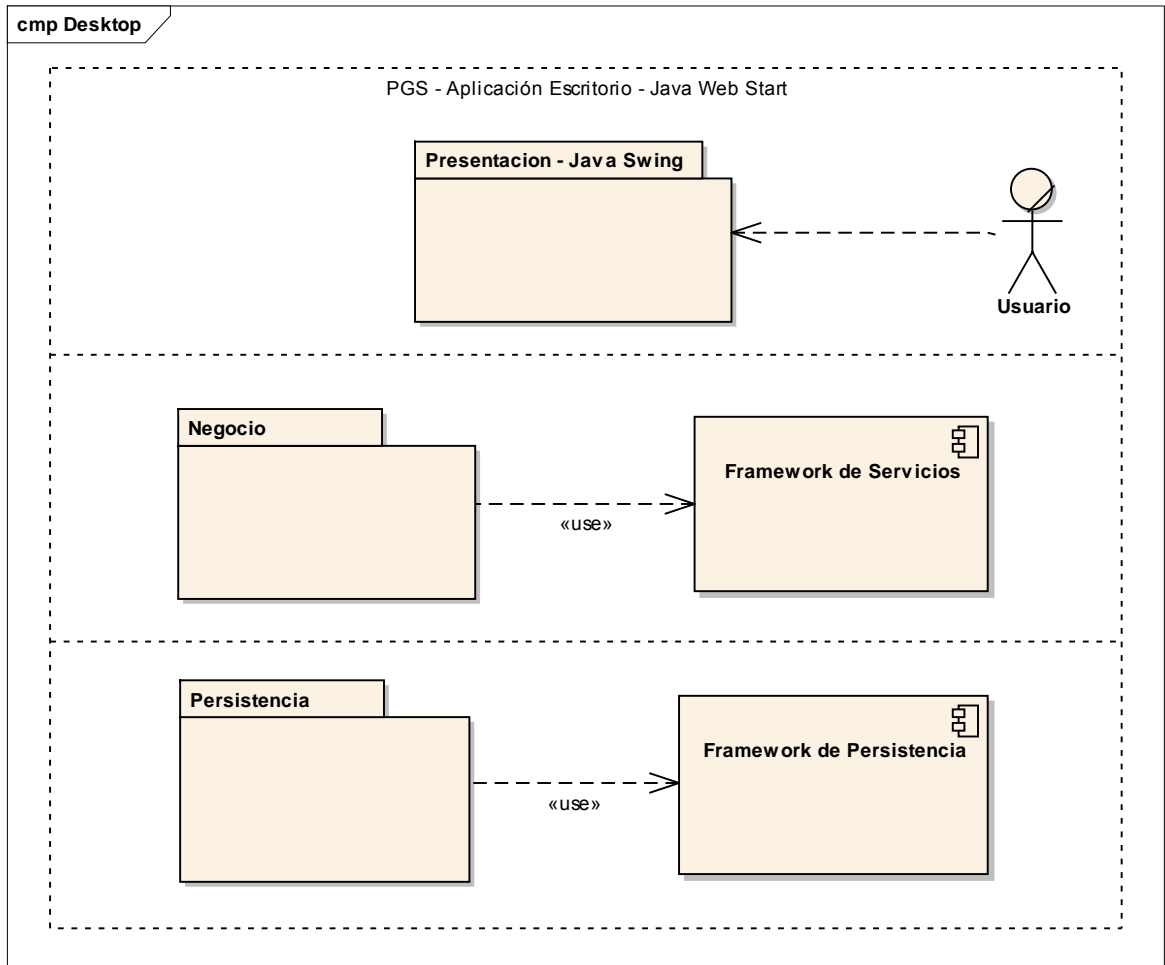 cmp Desktop
PGS - Aplicación Escritorio - Java Web Start
Presentacion - Java Swing
Usuario
Negocio
Framework de Servicios
«use»
Persistencia
Framework de Persistencia
«use»